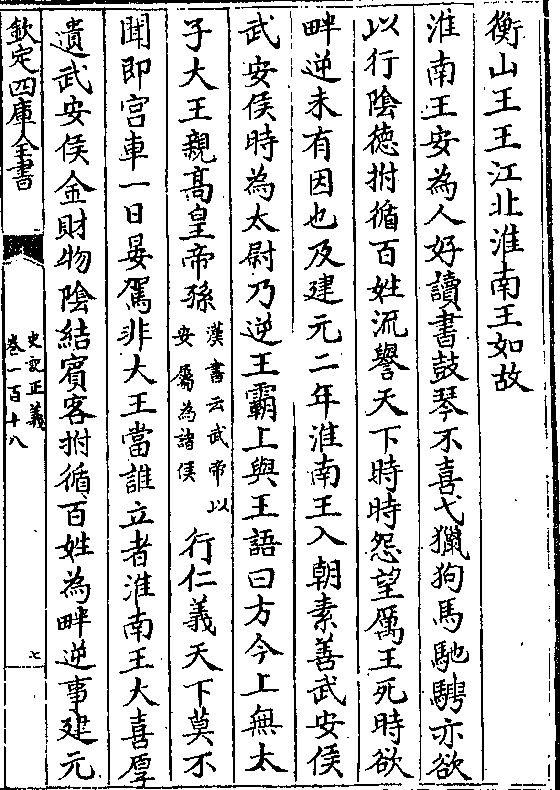 衡山王王江北淮南王如故
淮南王安為人好讀書鼓琴不喜弋獵狗馬馳騁亦欲
以行陰德拊循百姓流譽天下時時怨望厲王死時欲
畔逆未有因也及建元二年淮南王入朝素善武安侯
武安侯時為太尉乃逆王霸上與王語曰方今上無太
子大王親高皇帝孫漢書云武帝以安屬為諸侯行仁義天下莫不
聞即宫車一日晏駕非大王當誰立者淮南王大喜厚
遺武安侯金財物陰結賓客拊循百姓為畔逆事建元
欽定四庫全書
史記正義
卷一百十八
七